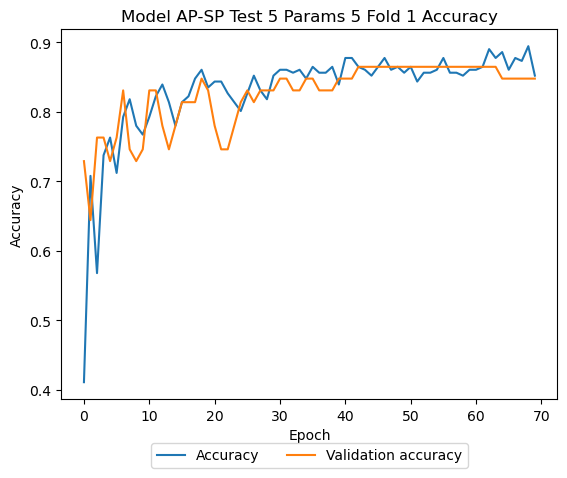 Model AP-SP Test 5 Params 5 Fold 1 Accuracy
Accuracy
0.9
0.8
0.7
0.6
0.5
0.4
0 10 20 30 40 50 60 70
Epoch
Accuracy Validation accuracy